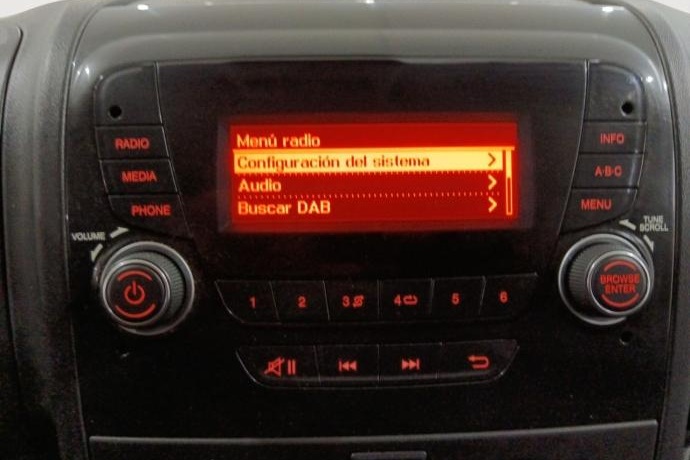 Menú radio
Configuración del sistema
Audio
Buscar DAB
RADIO
MEDIA
PHONE
INFO
A·B·C
MENU
VOLUME
TUNE
SCROLL
BROWSE
ENTER
1 2 3 4 5 6